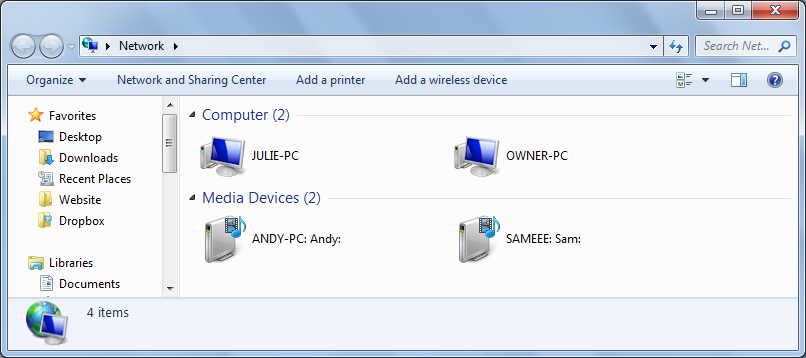 Network
Search Net...
Organize
Network and Sharing Center
Add a printer
Add a wireless device
Favorites
Desktop
Downloads
Recent Places
Website
Dropbox
Libraries
Documents
Computer (2)
JULIE-PC
OWNER-PC
Media Devices (2)
ANDY-PC: Andy:
SAMEEE: Sam:
4 items